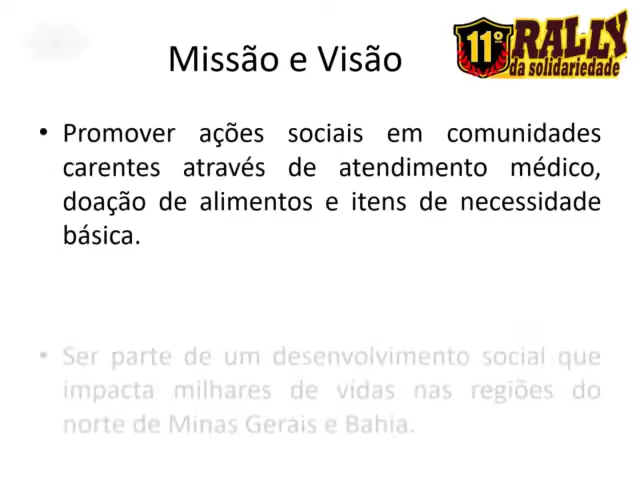 Missão e Visão
11º RALLY
da solidariedade
• Promover ações sociais em comunidades
carentes através de atendimento médico,
doação de alimentos e itens de necessidade
básica.
• Ser parte de um desenvolvimento social que
impacta milhares de vidas nas regiões do
norte de Minas Gerais e Bahia.